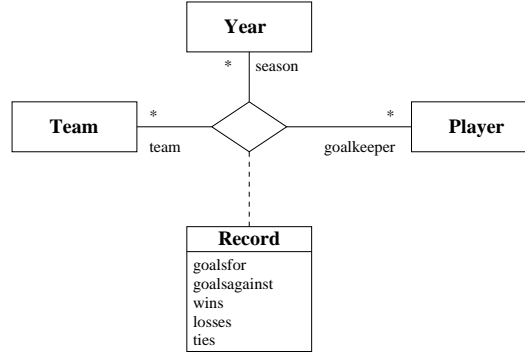 Year
* season
Team
*
team
*
goalkeeper
Player
Record
goalsfor
goalsagainst
wins
losses
ties